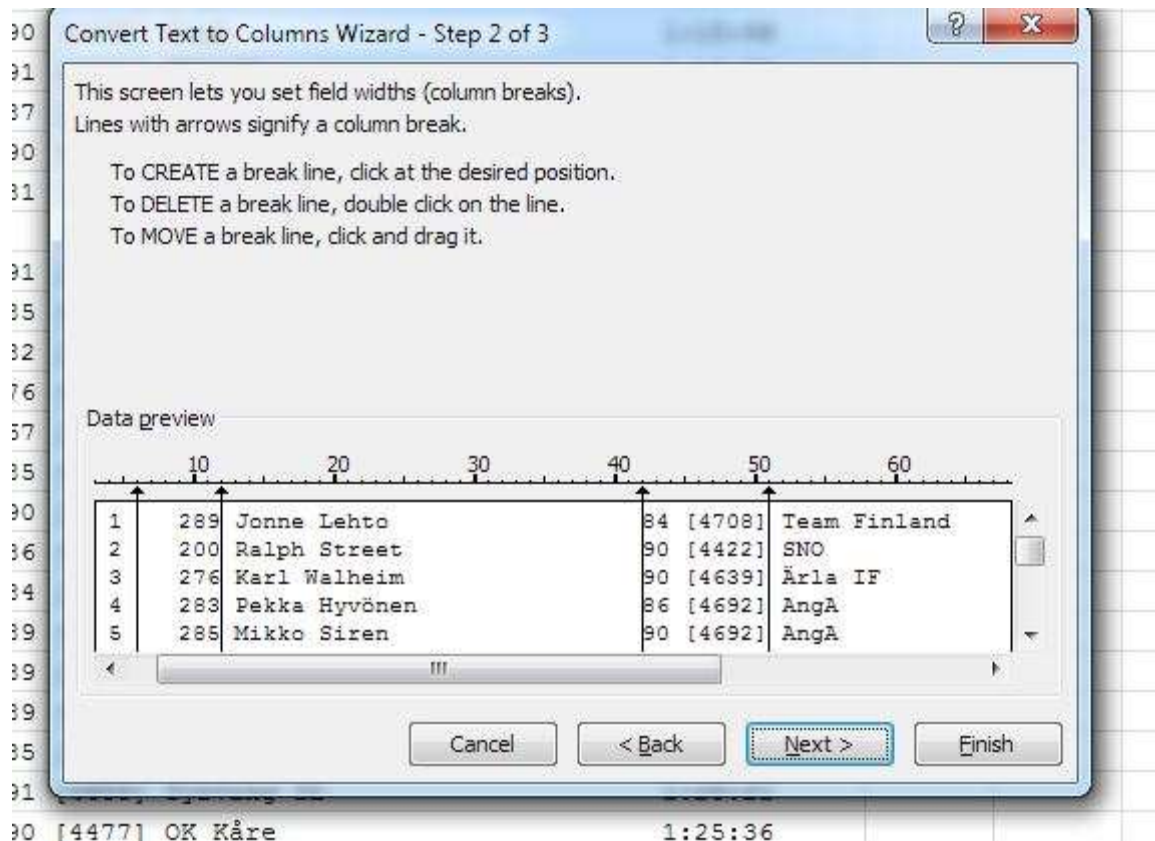 Convert Text to Columns Wizard - Step 2 of 3
This screen lets you set field widths (column breaks).
Lines with arrows signify a column break.
To CREATE a break line, click at the desired position.
To DELETE a break line, double click on the line.
To MOVE a break line, click and drag it.
Data preview
10 20 30 40 50 60
1 289 Jonne Lehto 84 [4708] Team Finland
2 200 Ralph Street 90 [4422] SNO
3 276 Karl Walheim 90 [4639] Ärla IF
4 283 Pekka Hyvönen 86 [4692] AngA
5 285 Mikko Siren 90 [4692] AngA
Cancel < Back Next > Finish
90 [4477] OK Kåre 1:25:36